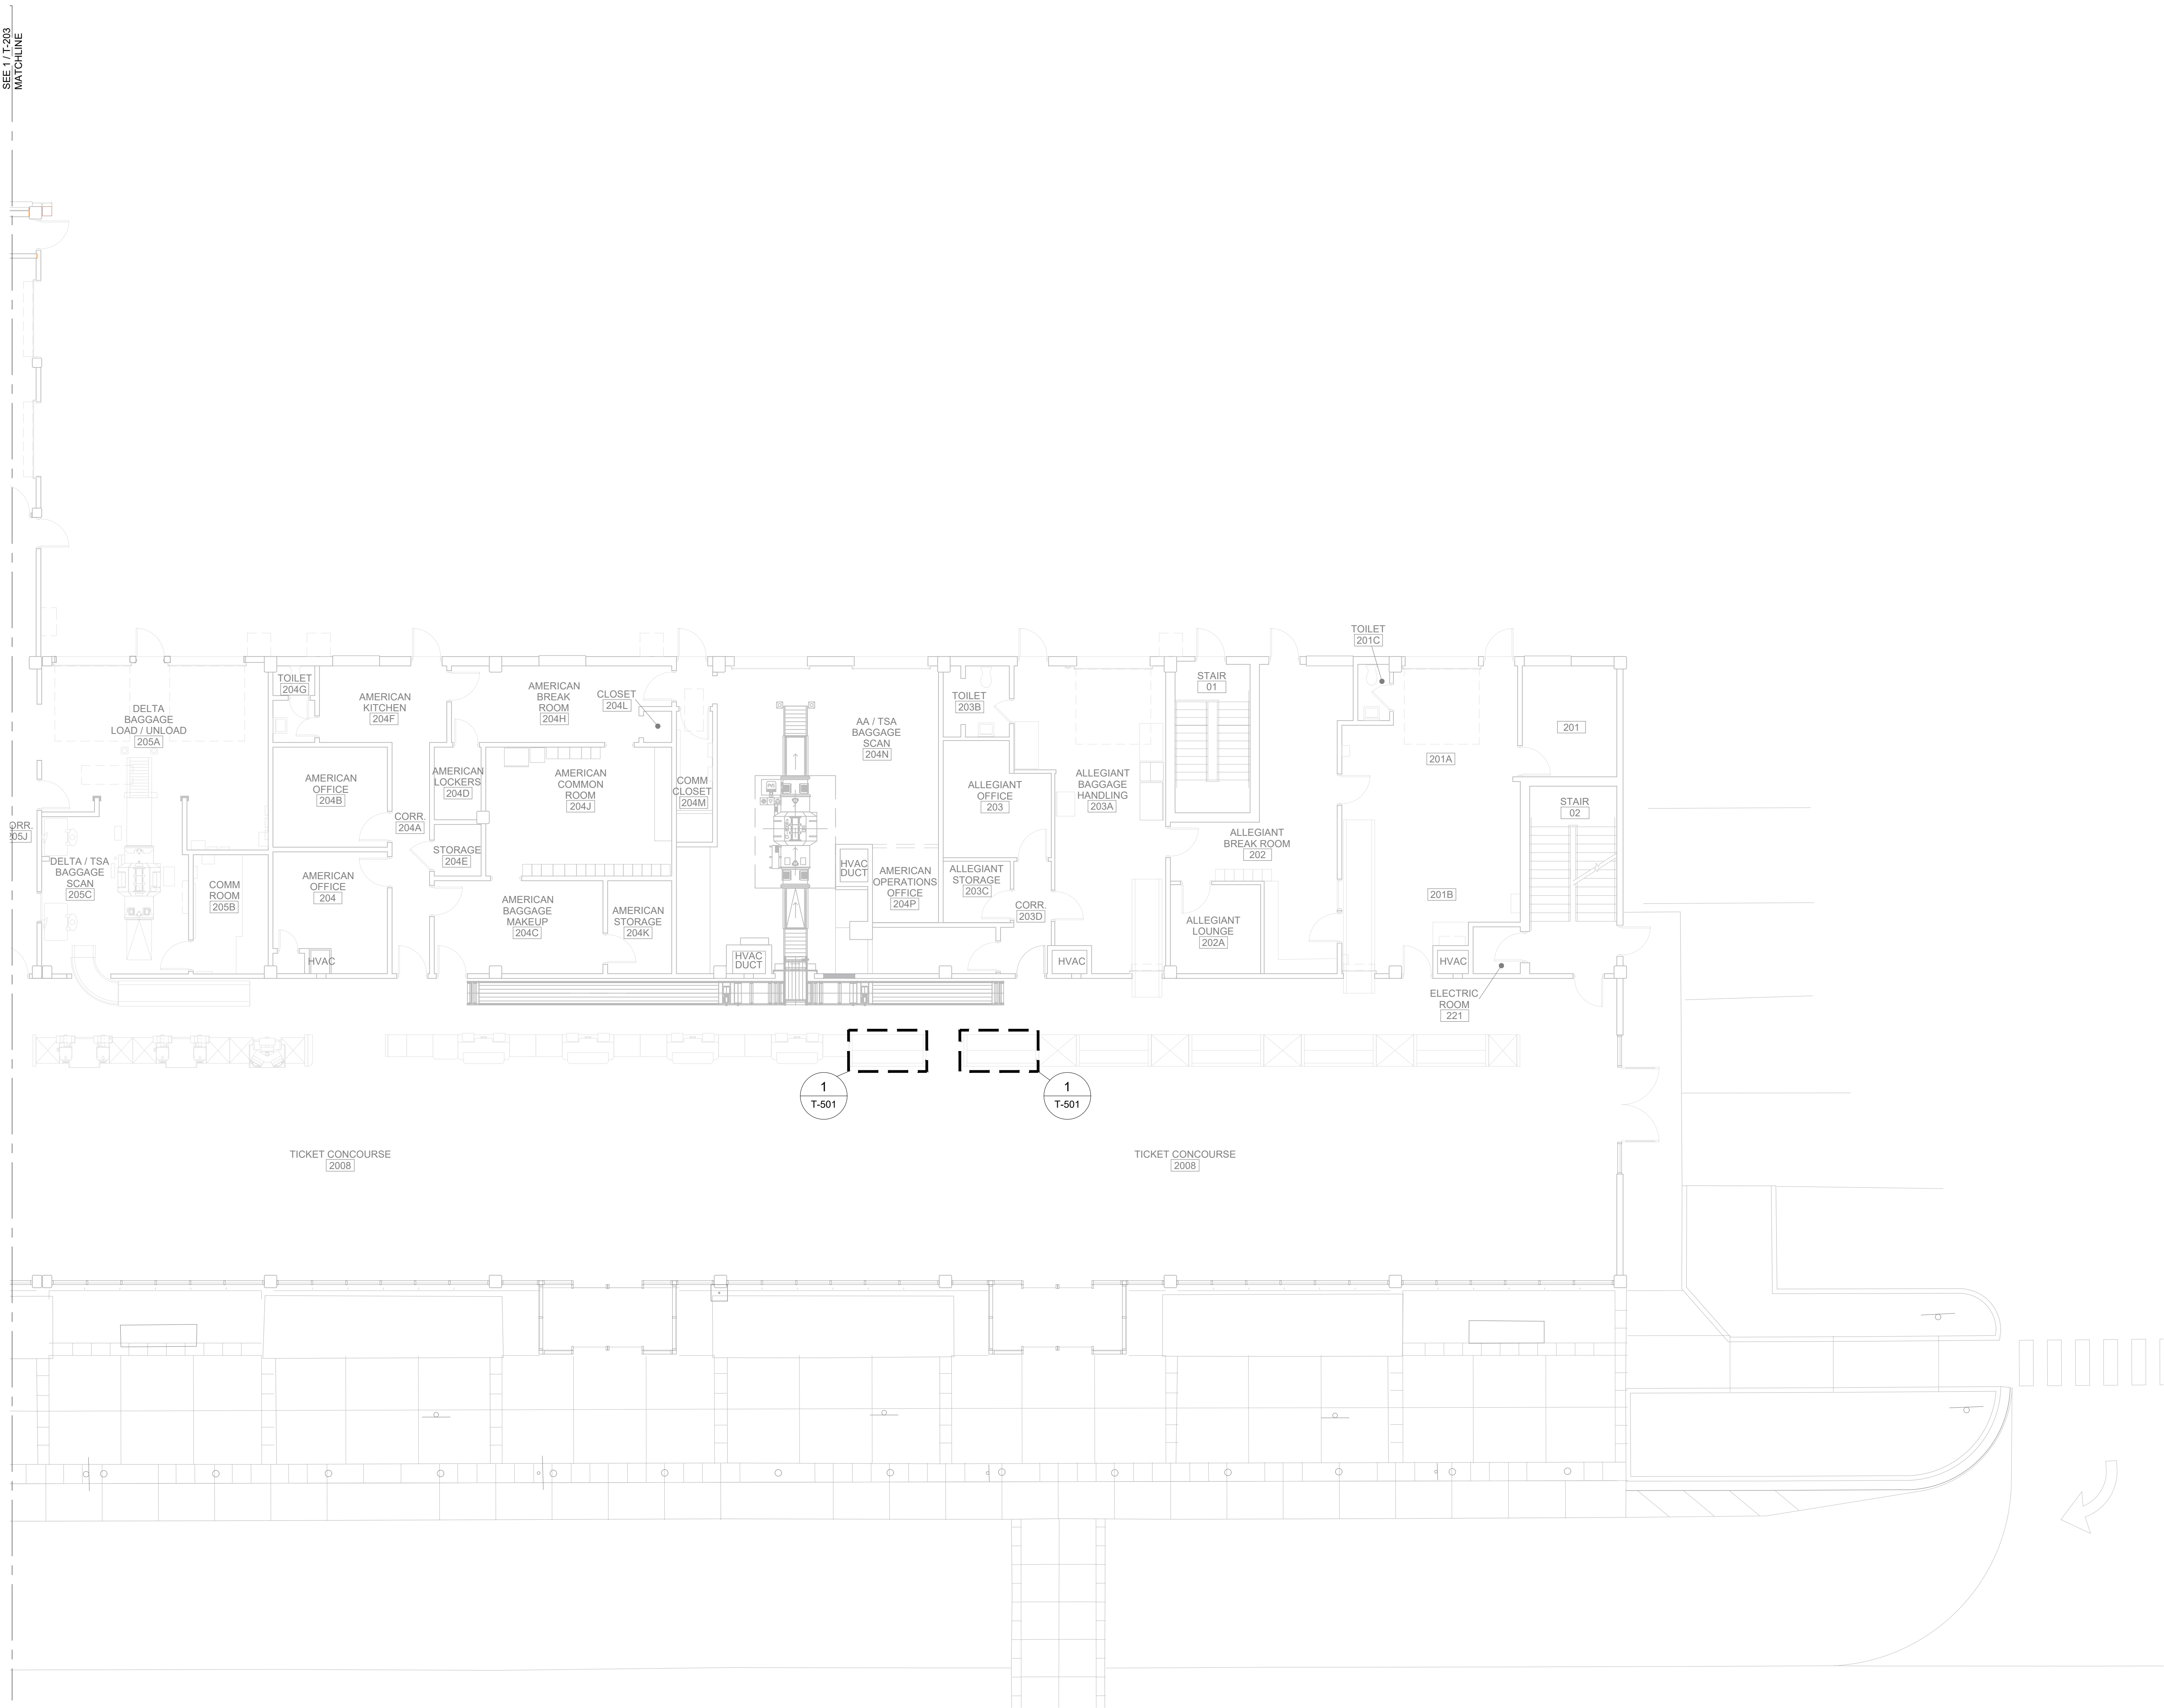 SEE 1 / T-203
MATCHLINE
TOILET
201C
TOILET
204G
AMERICAN
KITCHEN
204F
AMERICAN
BREAK
ROOM
204H
CLOSET
204L
STAIR
01
TOILET
203B
DELTA
BAGGAGE
LOAD / UNLOAD
205A
AA / TSA
BAGGAGE
SCAN
204N
201
201A
AMERICAN
OFFICE
204B
AMERICAN
LOCKERS
204D
AMERICAN
COMMON
ROOM
204J
COMM
CLOSET
204M
ALLEGIANT
OFFICE
203
ALLEGIANT
BAGGAGE
HANDLING
203A
STAIR
02
CORR.
204A
ORR.
205J
ALLEGIANT
BREAK ROOM
202
STORAGE
204E
DELTA / TSA
BAGGAGE
SCAN
205C
HVAC
DUCT
AMERICAN
OPERATIONS
OFFICE
204P
ALLEGIANT
STORAGE
203C
COMM
ROOM
205B
AMERICAN
OFFICE
204
AMERICAN
BAGGAGE
MAKEUP
204C
AMERICAN
STORAGE
204K
CORR.
203D
ALLEGIANT
LOUNGE
202A
201B
HVAC
HVAC
DUCT
HVAC
HVAC
ELECTRIC
ROOM
221
1
T-501
1
T-501
TICKET CONCOURSE
2008
TICKET CONCOURSE
2008